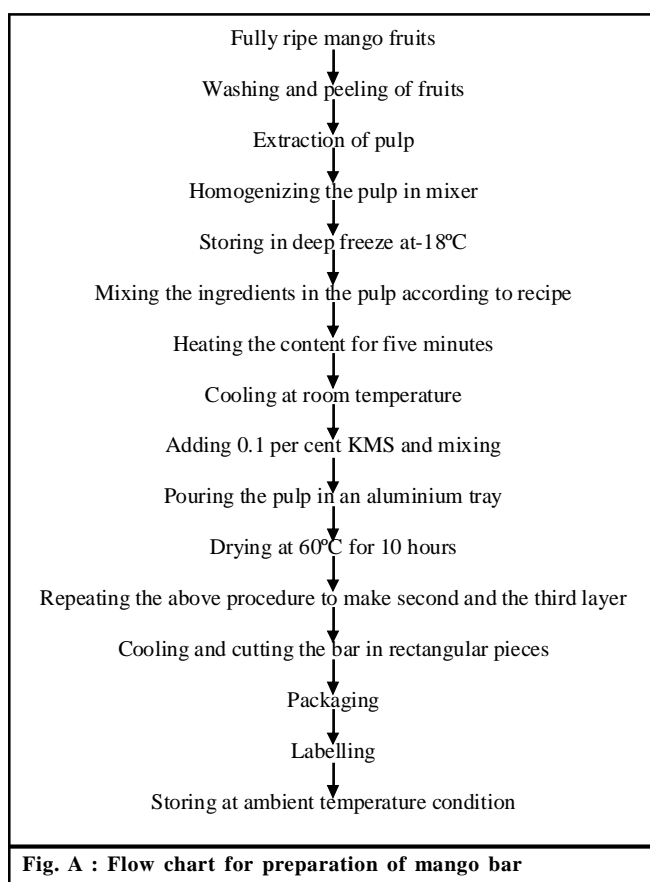 Fully ripe mango fruits
Washing and peeling of fruits
Extraction of pulp
Homogenizing the pulp in mixer
Storing in deep freeze at-18ºC
Mixing the ingredients in the pulp according to recipe
Heating the content for five minutes
Cooling at room temperature
Adding 0.1 per cent KMS and mixing
Pouring the pulp in an aluminium tray
Drying at 60ºC for 10 hours
Repeating the above procedure to make second and the third layer
Cooling and cutting the bar in rectangular pieces
Packaging
Labelling
Storing at ambient temperature condition
Fig. A : Flow chart for preparation of mango bar